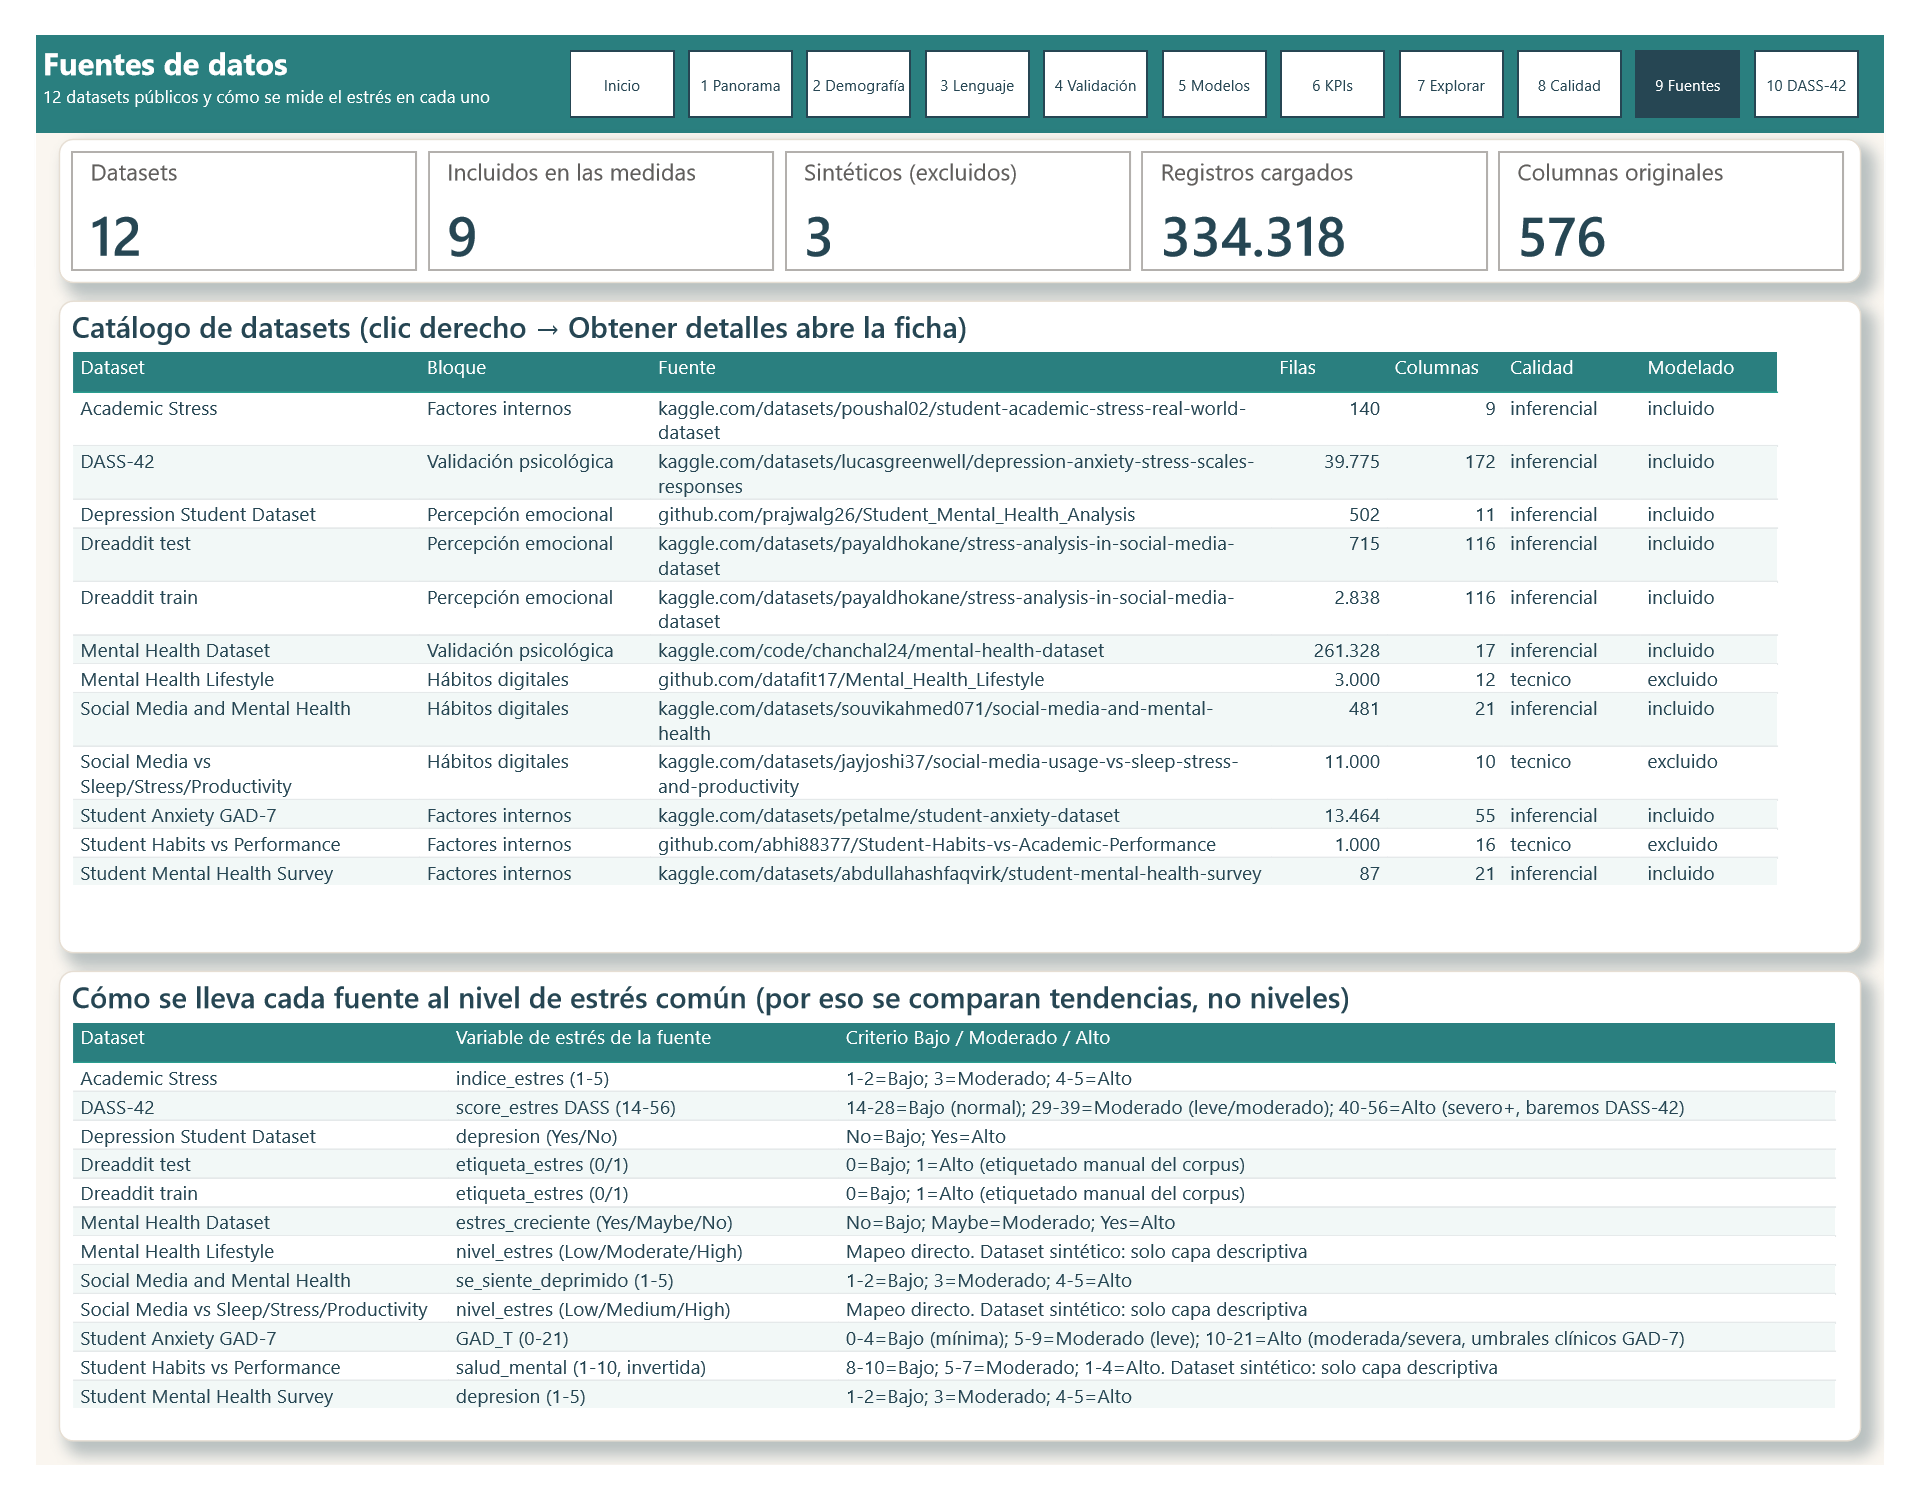 Fuentes de datos
12 datasets públicos y cómo se mide el estrés en cada uno
Inicio
1 Panorama
2 Demografía
3 Lenguaje
4 Validación
5 Modelos
6 KPIs
7 Explorar
8 Calidad
9 Fuentes
10 DASS-42
Datasets
12
Incluidos en las medidas
9
Sintéticos (excluidos)
3
Registros cargados
334.318
Columnas originales
576
Catálogo de datasets (clic derecho → Obtener detalles abre la ficha)
Dataset Bloque Fuente Filas Columnas Calidad Modelado
Academic Stress Factores internos kaggle.com/datasets/poushal02/student-academic-stress-real-world- 140 9 inferencial incluido
dataset
DASS-42 Validación psicológica kaggle.com/datasets/lucasgreenwell/depression-anxiety-stress-scales- 39.775 172 inferencial incluido
responses
Depression Student Dataset Percepción emocional github.com/prajwalg26/Student_Mental_Health_Analysis 502 11 inferencial incluido
Dreaddit test Percepción emocional kaggle.com/datasets/payaldhokane/stress-analysis-in-social-media- 715 116 inferencial incluido
dataset
Dreaddit train Percepción emocional kaggle.com/datasets/payaldhokane/stress-analysis-in-social-media- 2.838 116 inferencial incluido
dataset
Mental Health Dataset Validación psicológica kaggle.com/code/chanchal24/mental-health-dataset 261.328 17 inferencial incluido
Mental Health Lifestyle Hábitos digitales github.com/datafit17/Mental_Health_Lifestyle 3.000 12 tecnico excluido
Social Media and Mental Health Hábitos digitales kaggle.com/datasets/souvikahmed071/social-media-and-mental- 481 21 inferencial incluido
health
Social Media vs Hábitos digitales kaggle.com/datasets/jayjoshi37/social-media-usage-vs-sleep-stress- 11.000 10 tecnico excluido
Sleep/Stress/Productivity and-productivity
Student Anxiety GAD-7 Factores internos kaggle.com/datasets/petalme/student-anxiety-dataset 13.464 55 inferencial incluido
Student Habits vs Performance Factores internos github.com/abhi88377/Student-Habits-vs-Academic-Performance 1.000 16 tecnico excluido
Student Mental Health Survey Factores internos kaggle.com/datasets/abdullahashfaqvirk/student-mental-health-survey 87 21 inferencial incluido
Cómo se lleva cada fuente al nivel de estrés común (por eso se comparan tendencias, no niveles)
Dataset Variable de estrés de la fuente Criterio Bajo / Moderado / Alto
Academic Stress indice_estres (1-5) 1-2=Bajo; 3=Moderado; 4-5=Alto
DASS-42 score_estres DASS (14-56) 14-28=Bajo (normal); 29-39=Moderado (leve/moderado); 40-56=Alto (severo+, baremos DASS-42)
Depression Student Dataset depresion (Yes/No) No=Bajo; Yes=Alto
Dreaddit test etiqueta_estres (0/1) 0=Bajo; 1=Alto (etiquetado manual del corpus)
Dreaddit train etiqueta_estres (0/1) 0=Bajo; 1=Alto (etiquetado manual del corpus)
Mental Health Dataset estres_creciente (Yes/Maybe/No) No=Bajo; Maybe=Moderado; Yes=Alto
Mental Health Lifestyle nivel_estres (Low/Moderate/High) Mapeo directo. Dataset sintético: solo capa descriptiva
Social Media and Mental Health se_siente_deprimido (1-5) 1-2=Bajo; 3=Moderado; 4-5=Alto
Social Media vs Sleep/Stress/Productivity nivel_estres (Low/Medium/High) Mapeo directo. Dataset sintético: solo capa descriptiva
Student Anxiety GAD-7 GAD_T (0-21) 0-4=Bajo (mínima); 5-9=Moderado (leve); 10-21=Alto (moderada/severa, umbrales clínicos GAD-7)
Student Habits vs Performance salud_mental (1-10, invertida) 8-10=Bajo; 5-7=Moderado; 1-4=Alto. Dataset sintético: solo capa descriptiva
Student Mental Health Survey depresion (1-5) 1-2=Bajo; 3=Moderado; 4-5=Alto